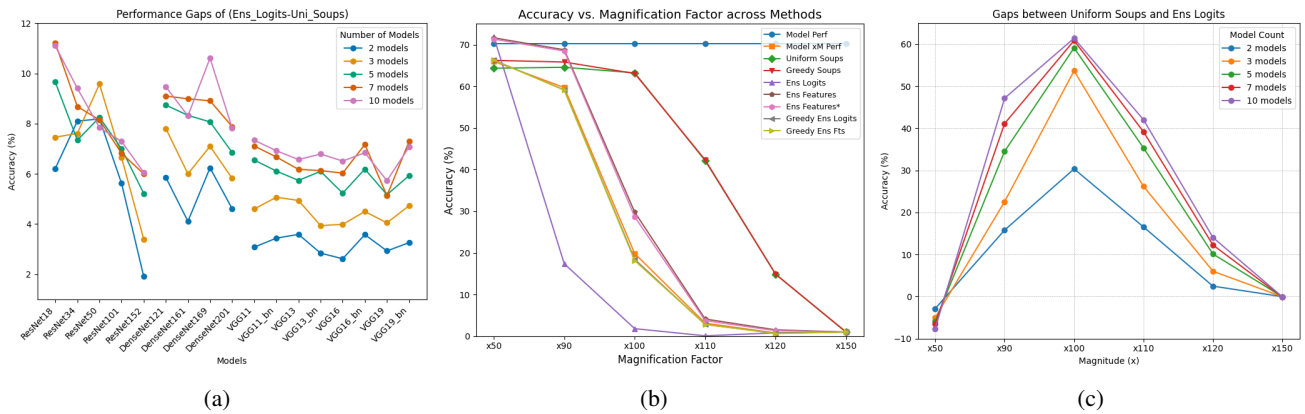 Performance Gaps of (Ens_Logits-Uni_Soups)
12
10
8
6
4
2
Accuracy (%)
Number of Models
2 models
3 models
5 models
7 models
10 models
ResNet18
ResNet34
ResNet50
ResNet101
ResNet152
DenseNet121
DenseNet161
DenseNet169
DenseNet201
VGG11
VGG11_bn
VGG13
VGG13_bn
VGG16
VGG16_bn
VGG19
VGG19_bn
Models
(a)
Accuracy vs. Magnification Factor across Methods
70
60
50
40
30
20
10
0
Accuracy (%)
Model Perf
Model xM Perf
Uniform Soups
Greedy Soups
Ens Logits
Ens Features
Ens Features*
Greedy Ens Logits
Greedy Ens Fts
x50 x90 x100 x110 x120 x150
Magnification Factor
(b)
Gaps between Uniform Soups and Ens Logits
60
50
40
30
20
10
0
−10
Accuracy (%)
Model Count
2 models
3 models
5 models
7 models
10 models
x50 x90 x100 x110 x120 x150
Magnitude (x)
(c)